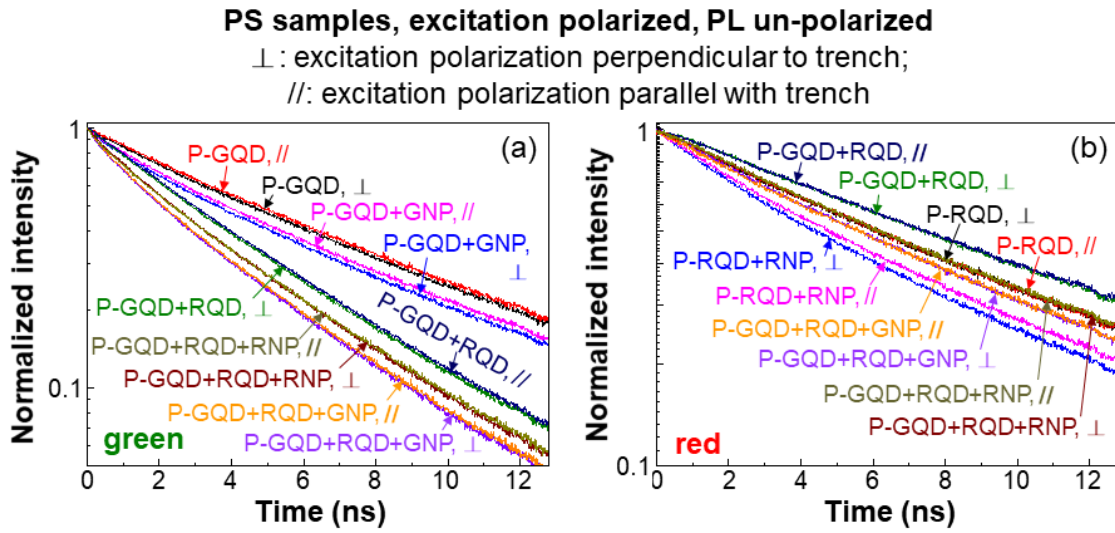 PS samples, excitation polarized, PL un-polarized
⊥: excitation polarization perpendicular to trench;
//: excitation polarization parallel with trench
(a)
Normalized intensity
1
0.1
P-GQD, //
P-GQD, ⊥
P-GQD+GNP, //
P-GQD+GNP,
⊥
P-GQD+RQD, ⊥
P-GQD+RQD, //
P-GQD+RQD+RNP, //
P-GQD+RQD+RNP, ⊥
P-GQD+RQD+GNP, //
P-GQD+RQD+GNP, ⊥
green
0 2 4 6 8 10 12
Time (ns)
(b)
Normalized intensity
1
0.1
P-GQD+RQD, //
P-GQD+RQD, ⊥
P-RQD, ⊥
P-RQD, //
P-RQD+RNP, ⊥
P-RQD+RNP, //
P-GQD+RQD+GNP, //
P-GQD+RQD+GNP, ⊥
P-GQD+RQD+RNP, //
P-GQD+RQD+RNP, ⊥
red
0 2 4 6 8 10 12
Time (ns)